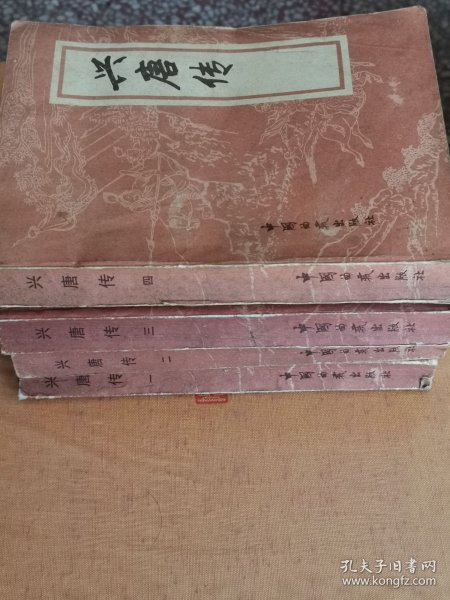 兴唐传
中国曲艺出版社
兴唐传 四 中国曲艺出版社
兴唐传 三 中国曲艺出版社
兴唐传 二 中国曲艺出版社
兴唐传 一 中国曲艺出版社
孔夫子旧书网
www.kongfz.com